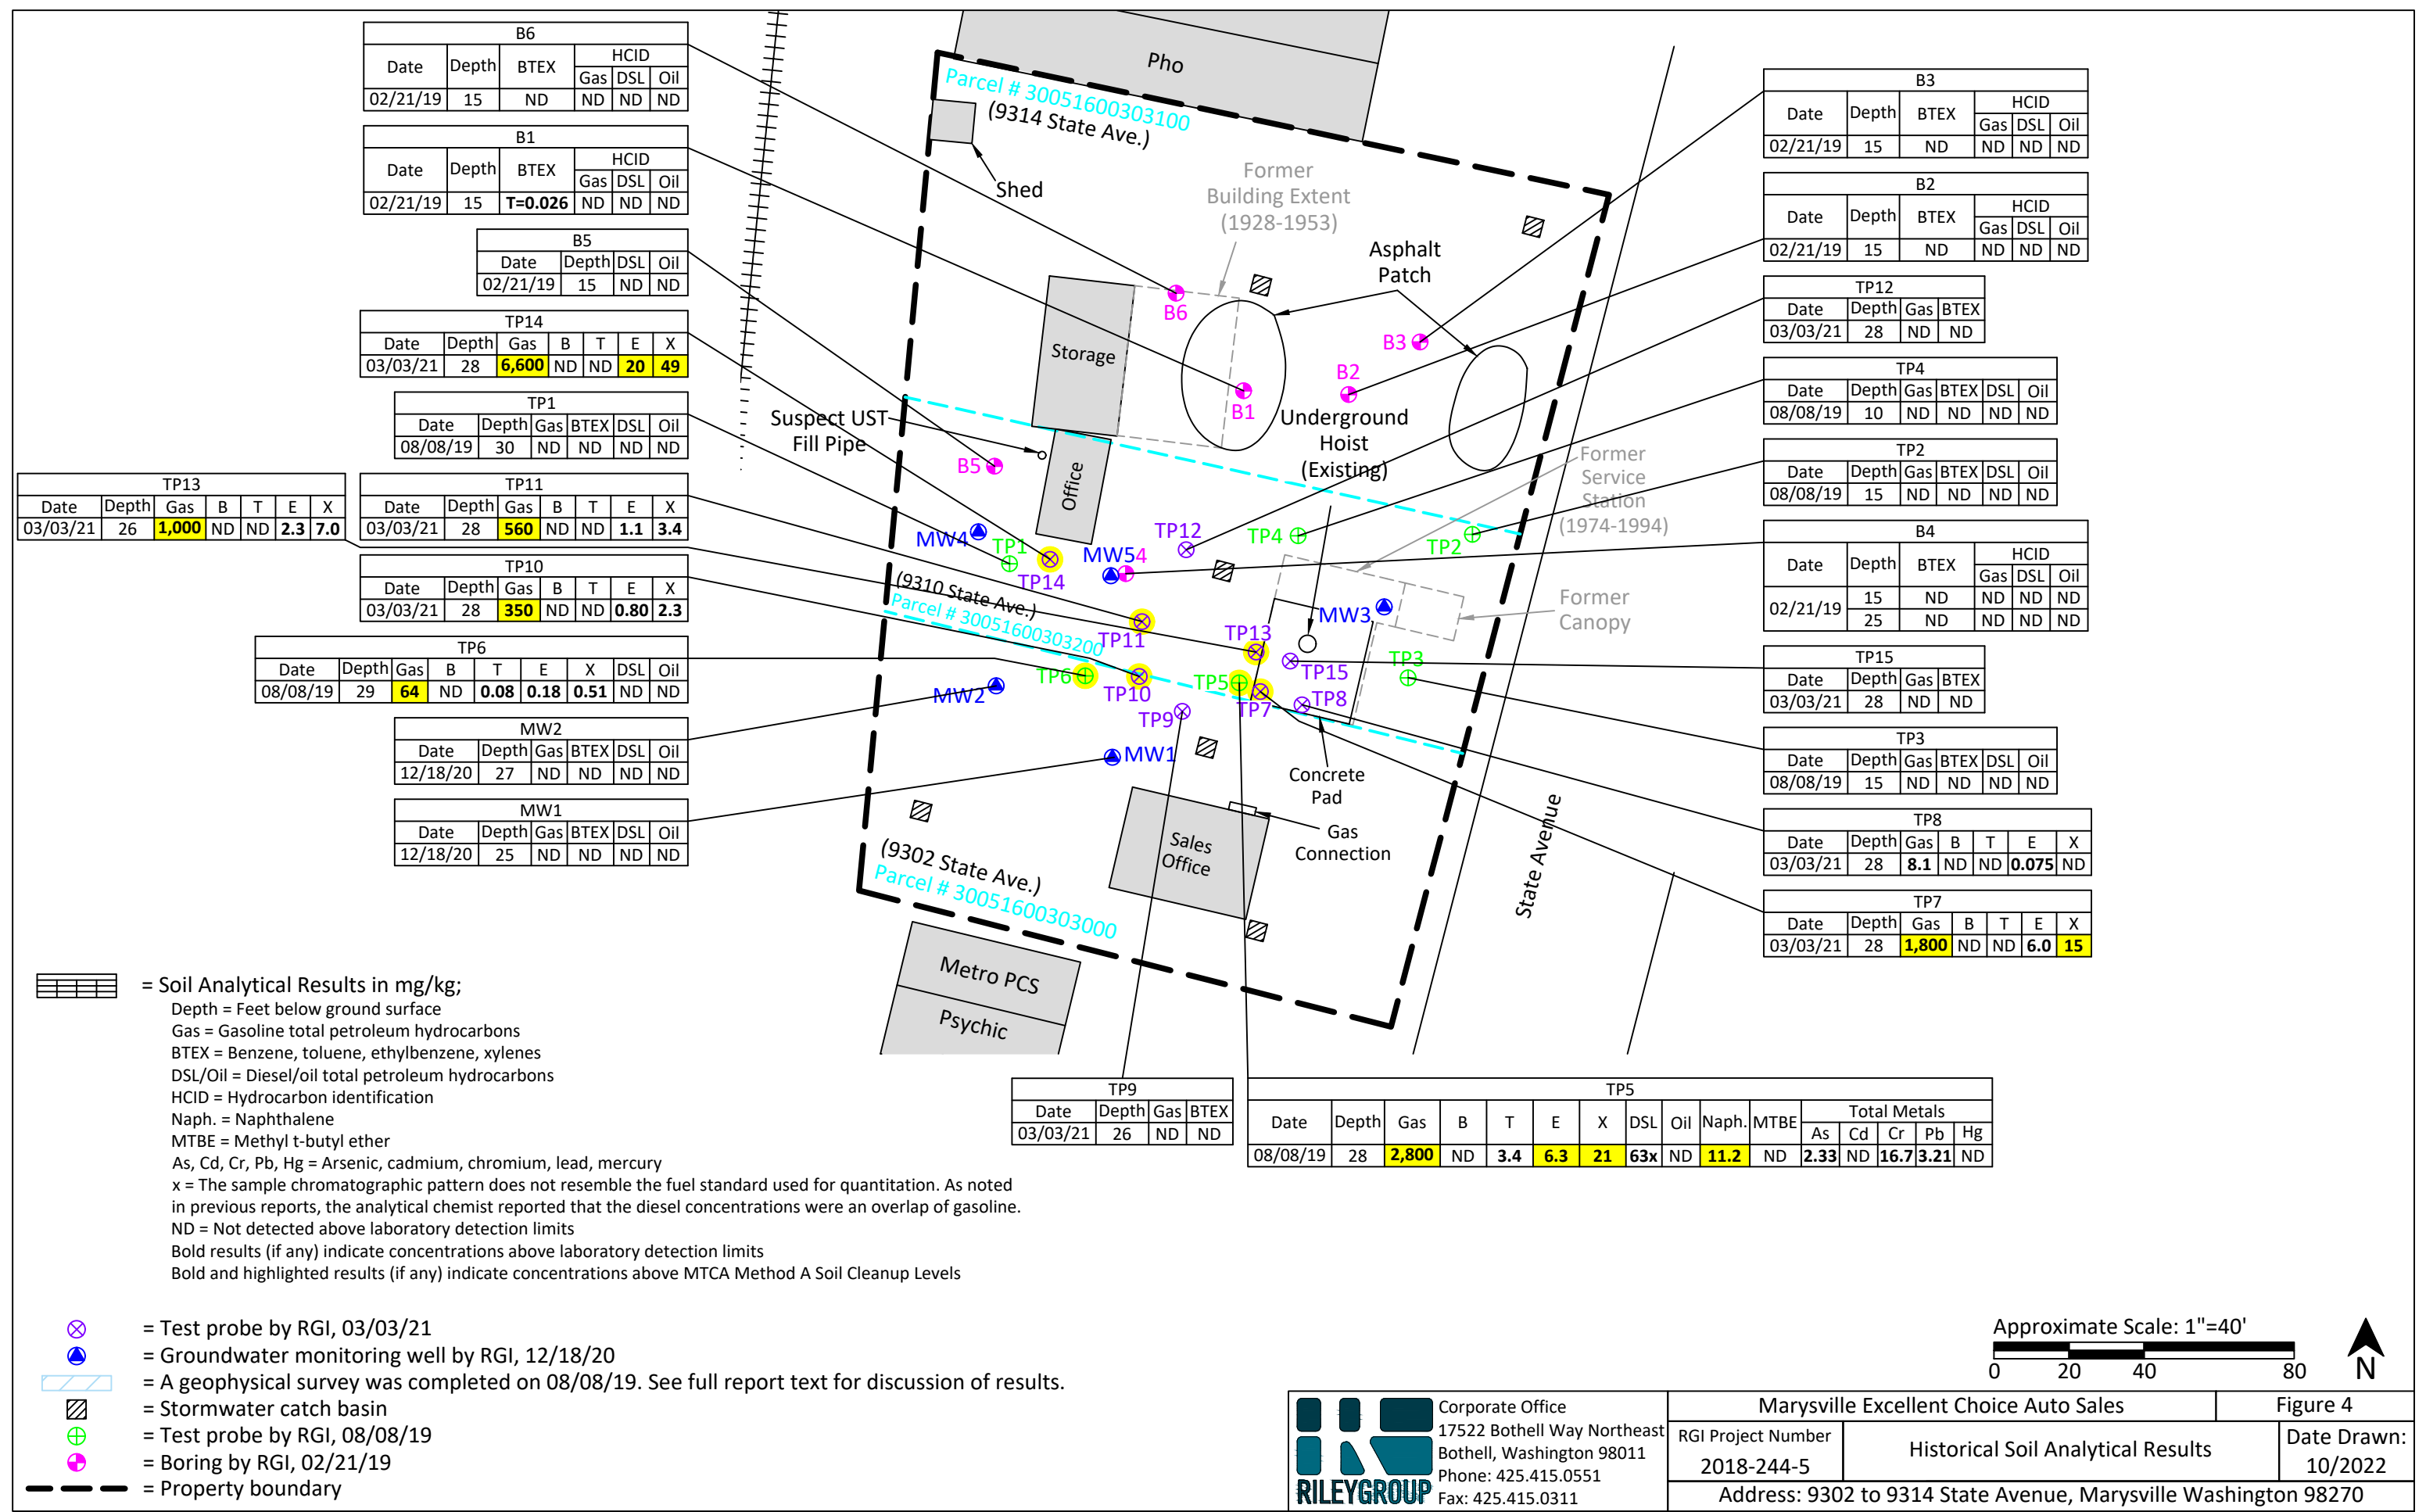 B6
Date Depth BTEX HCID
Gas DSL Oil
02/21/19 15 ND ND ND ND
B1
Date Depth BTEX HCID
Gas DSL Oil
02/21/19 15 T=0.026 ND ND ND
B5
Date Depth DSL Oil
02/21/19 15 ND ND
TP14
Date Depth Gas B T E X
03/03/21 28 6,600 ND ND 20 49
TP1
Date Depth Gas BTEX DSL Oil
08/08/19 30 ND ND ND ND
TP13
Date Depth Gas B T E X
03/03/21 26 1,000 ND ND 2.3 7.0
TP11
Date Depth Gas B T E X
03/03/21 28 560 ND ND 1.1 3.4
TP10
Date Depth Gas B T E X
03/03/21 28 350 ND ND 0.80 2.3
TP6
Date Depth Gas B T E X DSL Oil
08/08/19 29 64 ND 0.08 0.18 0.51 ND ND
MW2
Date Depth Gas BTEX DSL Oil
12/18/20 27 ND ND ND ND
MW1
Date Depth Gas BTEX DSL Oil
12/18/20 25 ND ND ND ND
Pho
Parcel # 30051600303100
(9314 State Ave.)
Shed
Former
Building Extent
(1928-1953)
Asphalt
Patch
B6
Storage
B3
B2
B1
Suspect UST
Fill Pipe
Underground
Hoist
(Existing)
B5
Office
Former
Service
Station
(1974-1994)
MW4
TP1
TP14
MW5
4
TP12
TP4
TP2
(9310 State Ave.)
Parcel # 30051600303200
MW3
Former
Canopy
TP11
TP13
TP15
TP3
TP6
TP10
TP5
TP7
TP8
MW2
TP9
MW1
Concrete
Pad
Gas
Connection
Sales
Office
State Avenue
(9302 State Ave.)
Parcel # 30051600303000
Metro PCS
Psychic
B3
Date Depth BTEX HCID
Gas DSL Oil
02/21/19 15 ND ND ND ND
B2
Date Depth BTEX HCID
Gas DSL Oil
02/21/19 15 ND ND ND ND
TP12
Date Depth Gas BTEX
03/03/21 28 ND ND
TP4
Date Depth Gas BTEX DSL Oil
08/08/19 10 ND ND ND ND
TP2
Date Depth Gas BTEX DSL Oil
08/08/19 15 ND ND ND ND
B4
Date Depth BTEX HCID
Gas DSL Oil
02/21/19 15 ND ND ND ND
25 ND ND ND ND
TP15
Date Depth Gas BTEX
03/03/21 28 ND ND
TP3
Date Depth Gas BTEX DSL Oil
08/08/19 15 ND ND ND ND
TP8
Date Depth Gas B T E X
03/03/21 28 8.1 ND ND 0.075 ND
TP7
Date Depth Gas B T E X
03/03/21 28 1,800 ND ND 6.0 15
TP9
Date Depth Gas BTEX
03/03/21 26 ND ND
TP5
Date Depth Gas B T E X DSL Oil Naph. MTBE Total Metals
As Cd Cr Pb Hg
08/08/19 28 2,800 ND 3.4 6.3 21 63x ND 11.2 ND 2.33 ND 16.7 3.21 ND
= Soil Analytical Results in mg/kg;
Depth = Feet below ground surface
Gas = Gasoline total petroleum hydrocarbons
BTEX = Benzene, toluene, ethylbenzene, xylenes
DSL/Oil = Diesel/oil total petroleum hydrocarbons
HCID = Hydrocarbon identification
Naph. = Naphthalene
MTBE = Methyl t-butyl ether
As, Cd, Cr, Pb, Hg = Arsenic, cadmium, chromium, lead, mercury
x = The sample chromatographic pattern does not resemble the fuel standard used for quantitation. As noted
in previous reports, the analytical chemist reported that the diesel concentrations were an overlap of gasoline.
ND = Not detected above laboratory detection limits
Bold results (if any) indicate concentrations above laboratory detection limits
Bold and highlighted results (if any) indicate concentrations above MTCA Method A Soil Cleanup Levels
= Test probe by RGI, 03/03/21
= Groundwater monitoring well by RGI, 12/18/20
= A geophysical survey was completed on 08/08/19. See full report text for discussion of results.
= Stormwater catch basin
= Test probe by RGI, 08/08/19
= Boring by RGI, 02/21/19
= Property boundary
Approximate Scale: 1"=40'
0 20 40 80
N
RILEYGROUP
Corporate Office
17522 Bothell Way Northeast
Bothell, Washington 98011
Phone: 425.415.0551
Fax: 425.415.0311
Marysville Excellent Choice Auto Sales
Figure 4
RGI Project Number
2018-244-5
Historical Soil Analytical Results
Date Drawn:
10/2022
Address: 9302 to 9314 State Avenue, Marysville Washington 98270